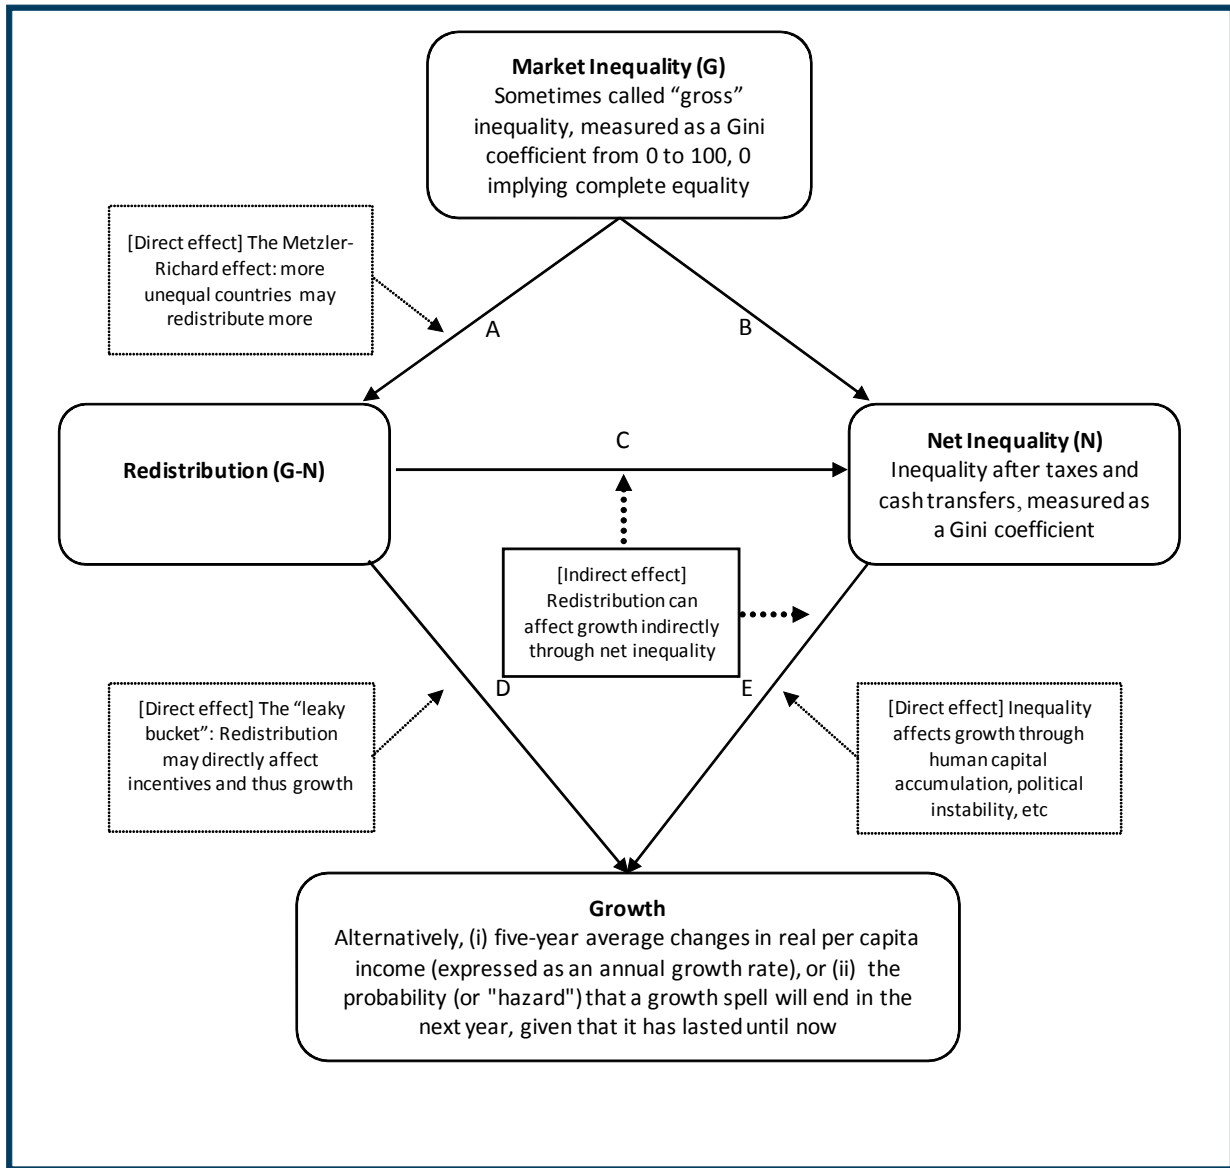 Market Inequality (G)
Sometimes called “gross”
inequality, measured as a Gini
coefficient from 0 to 100, 0
implying complete equality
[Direct effect] The Metzler-
Richard effect: more
unequal countries may
redistribute more
A
B
Redistribution (G-N)
C
Net Inequality (N)
Inequality after taxes and
cash transfers, measured as
a Gini coefficient
[Indirect effect]
Redistribution can
affect growth indirectly
through net inequality
D
E
[Direct effect] The “leaky
bucket”: Redistribution
may directly affect
incentives and thus growth
[Direct effect] Inequality
affects growth through
human capital
accumulation, political
instability, etc
Growth
Alternatively, (i) five-year average changes in real per capita
income (expressed as an annual growth rate), or (ii) the
probability (or "hazard") that a growth spell will end in the
next year, given that it has lasted until now